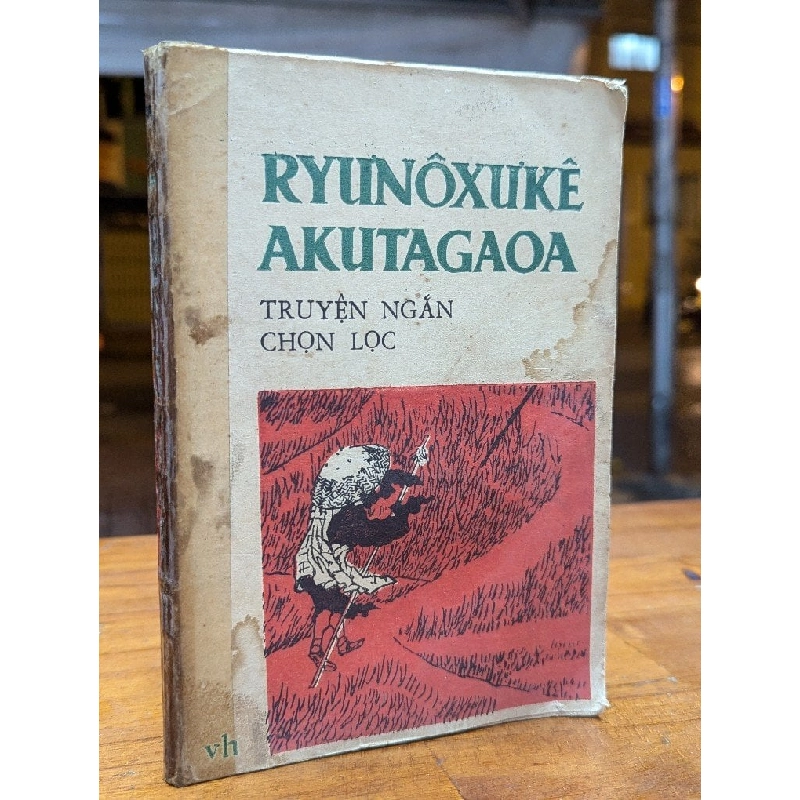 RYUNÔXUKÊ
AKUTAGAOA
TRUYỆN NGẮN
CHỌN LỌC
vh